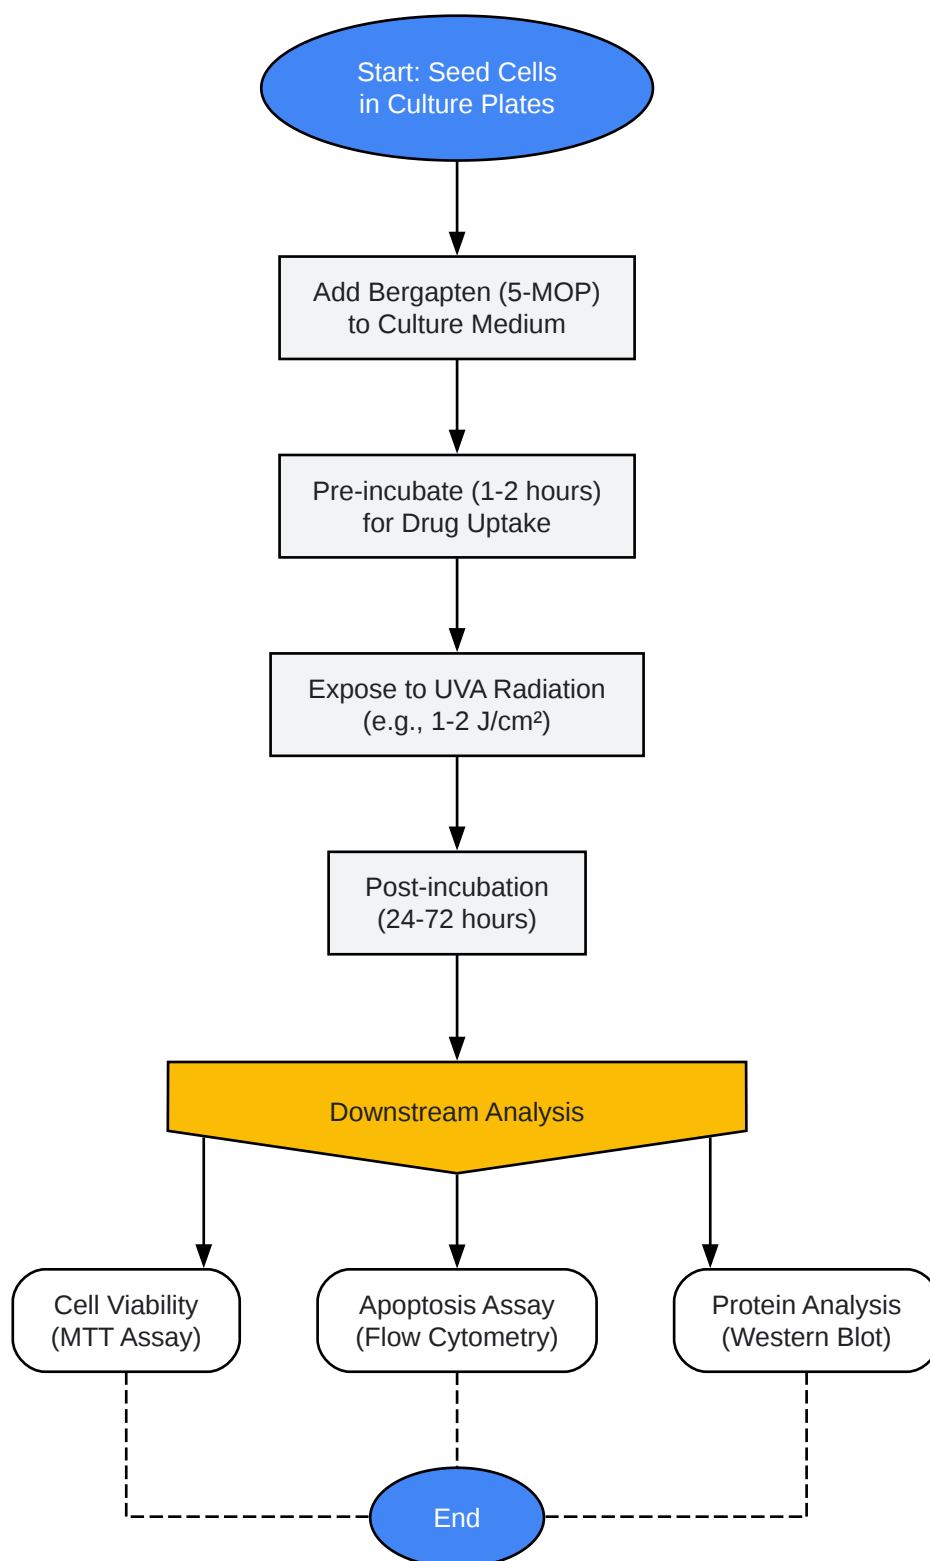 Start: Seed Cells
in Culture Plates
Add Bergapten (5-MOP)
to Culture Medium
Pre-incubate (1-2 hours)
for Drug Uptake
Expose to UVA Radiation
(e.g., 1-2 J/cm²)
Post-incubation
(24-72 hours)
Downstream Analysis
Cell Viability
(MTT Assay)
Apoptosis Assay
(Flow Cytometry)
Protein Analysis
(Western Blot)
End